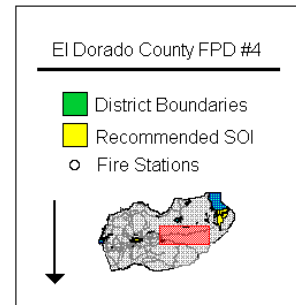 El Dorado County FPD #4
District Boundaries
Recommended SOI
Fire Stations